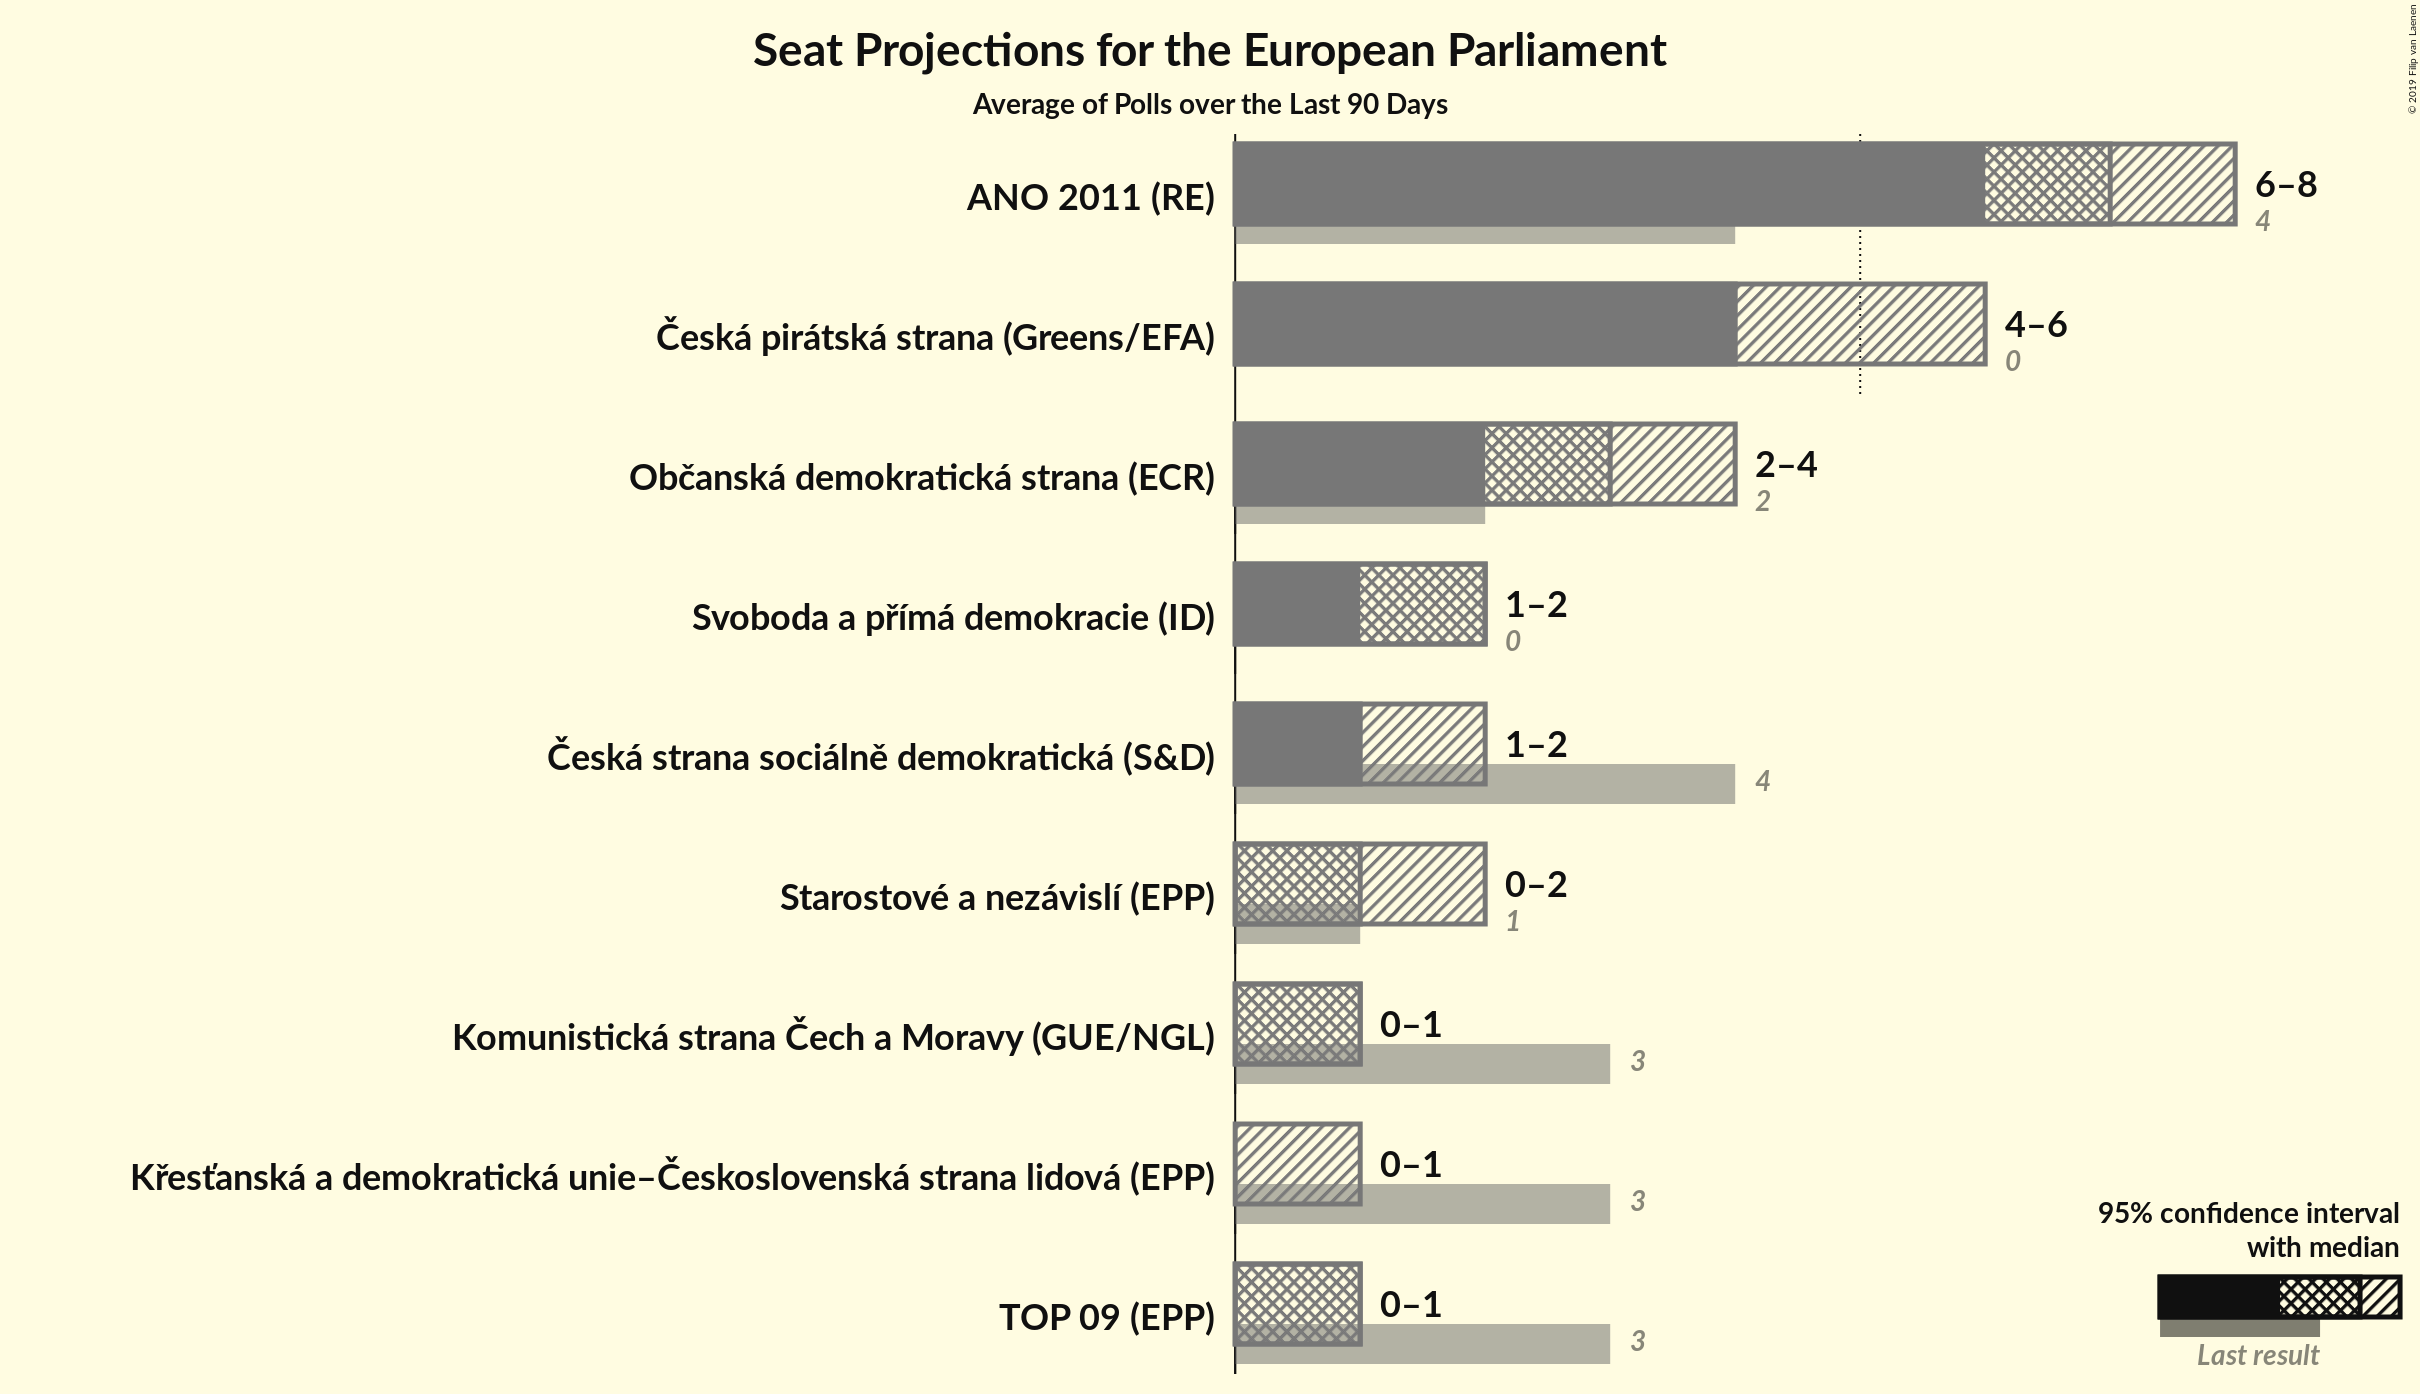 Seat Projections for the European Parliament
Average of Polls over the Last 90 Days
© 2019 Filip van Laenen
ANO 2011 (RE)
6–8
4
Česká pirátská strana (Greens/EFA)
4–6
0
Občanská demokratická strana (ECR)
2–4
2
Svoboda a přímá demokracie (ID)
1–2
0
Česká strana sociálně demokratická (S&D)
1–2
4
Starostové a nezávislí (EPP)
0–2
1
Komunistická strana Čech a Moravy (GUE/NGL)
0–1
3
Křesťanská a demokratická unie–Československá strana lidová (EPP)
0–1
3
TOP 09 (EPP)
0–1
3
95% confidence interval
with median
Last result